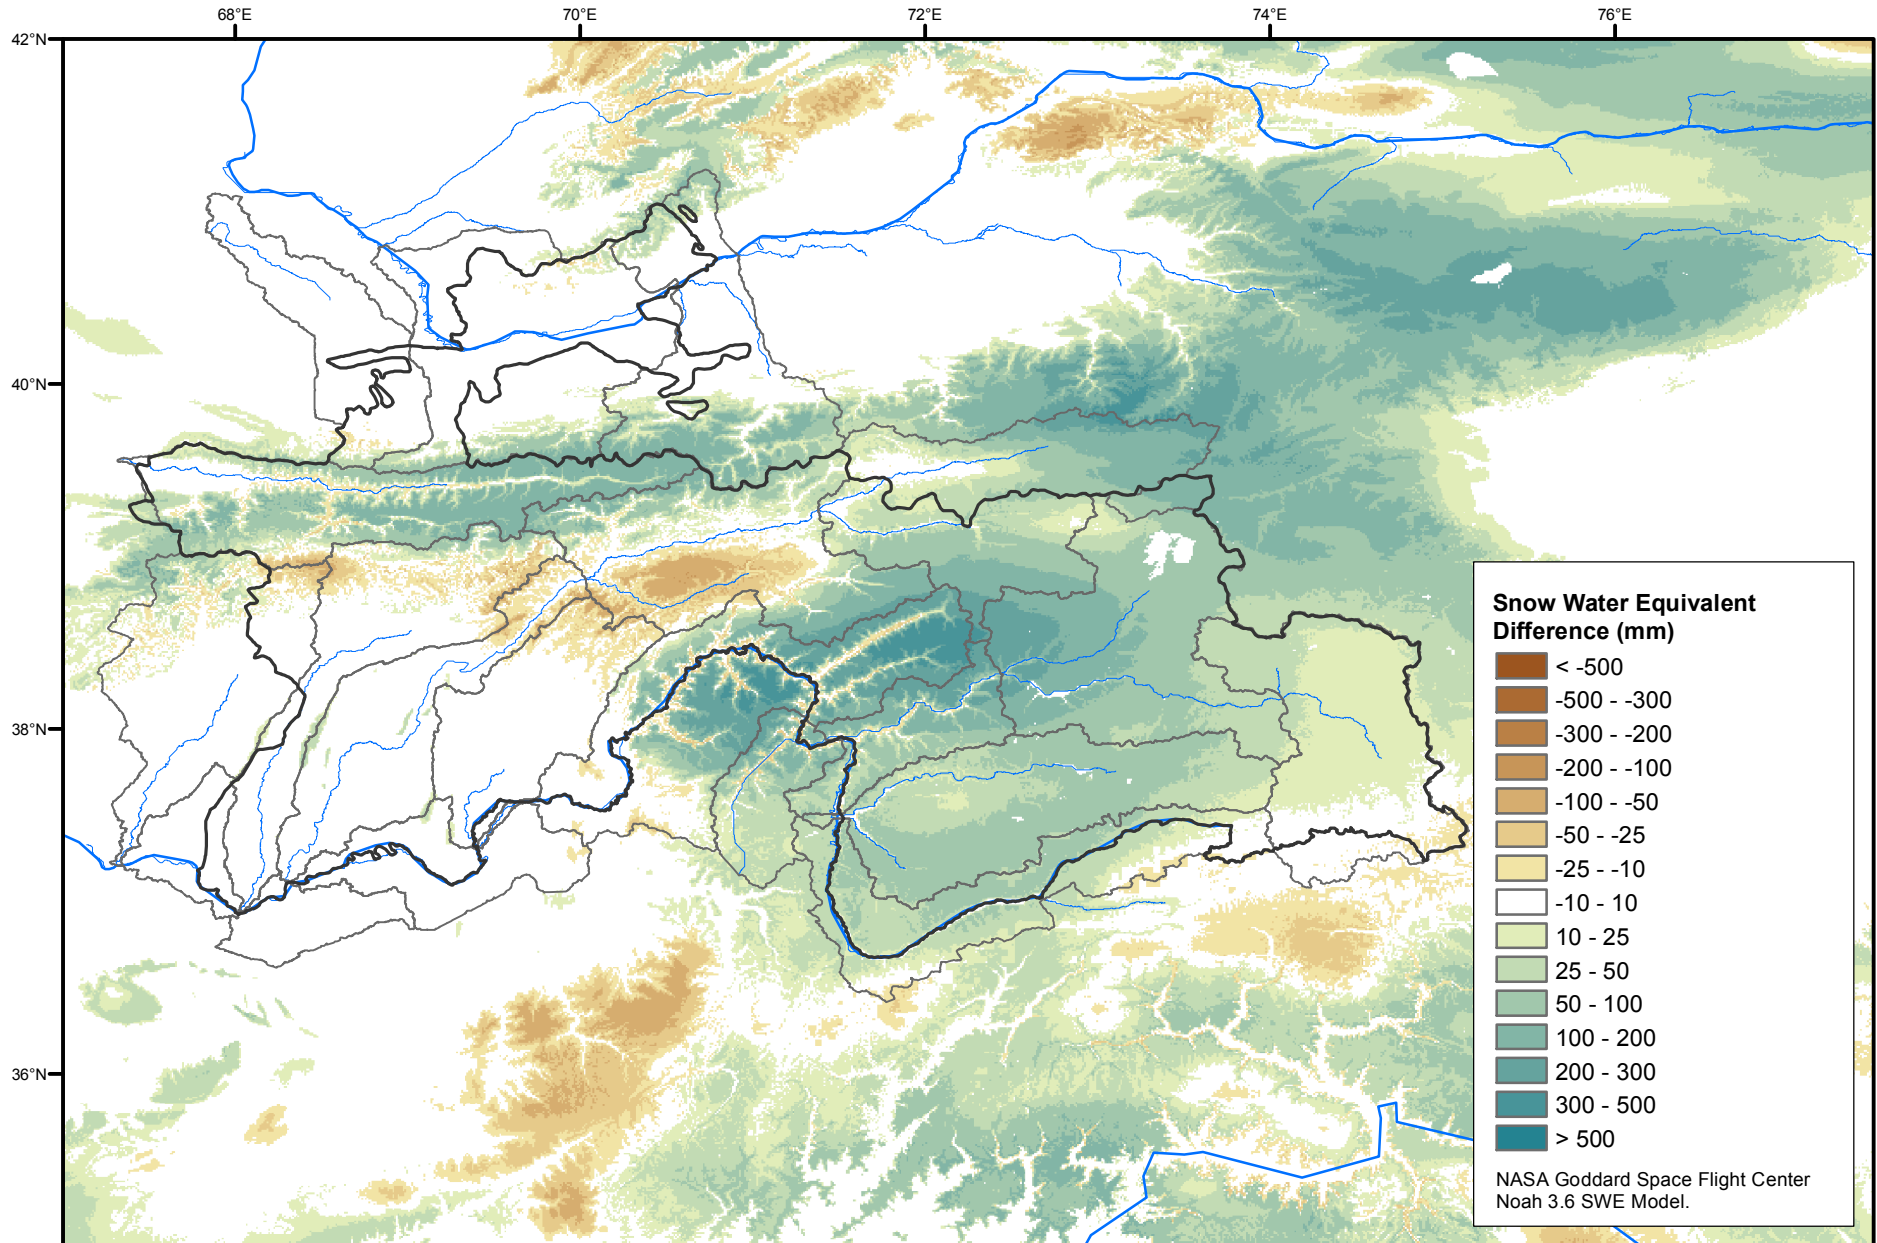 68°E 70°E 72°E 74°E 76°E
42°N
40°N
38°N
36°N
Snow Water Equivalent
Difference (mm)
< -500
-500 - -300
-300 - -200
-200 - -100
-100 - -50
-50 - -25
-25 - -10
-10 - 10
10 - 25
25 - 50
50 - 100
100 - 200
200 - 300
300 - 500
> 500
NASA Goddard Space Flight Center
Noah 3.6 SWE Model.